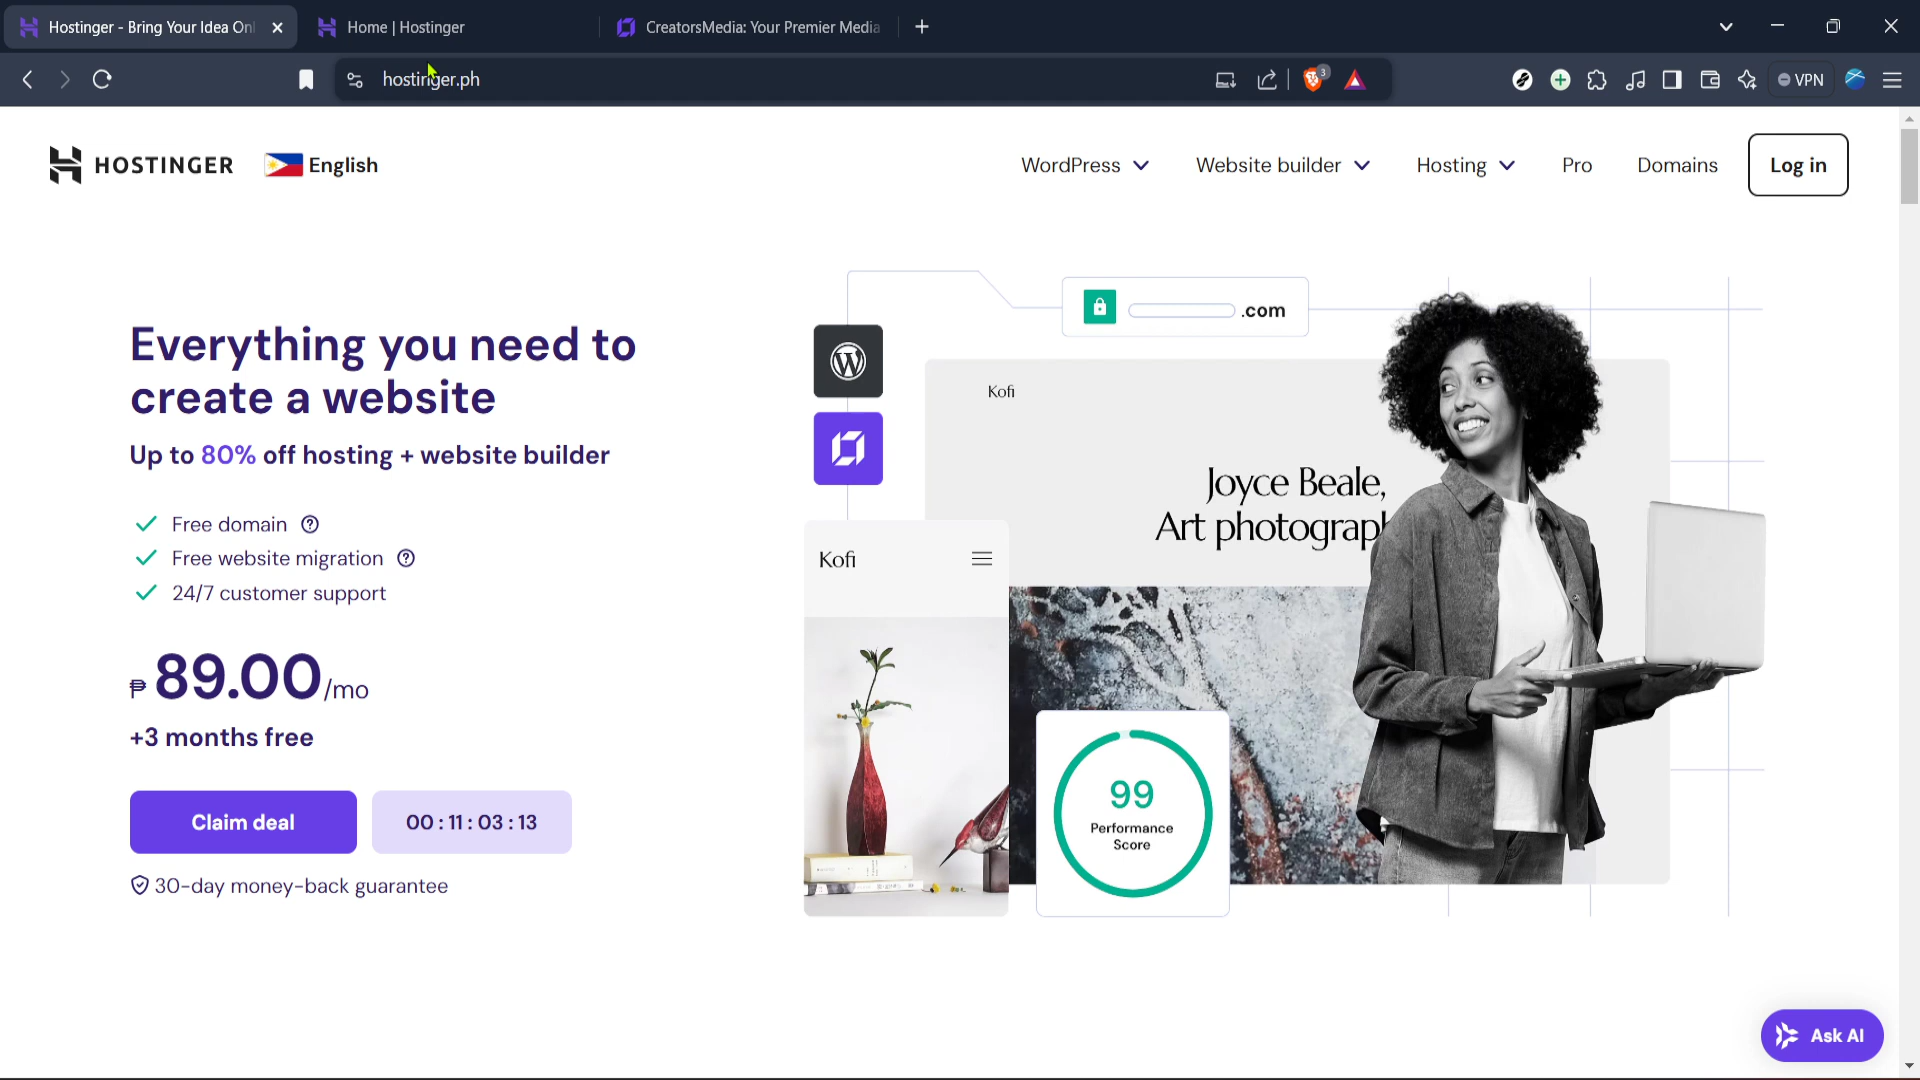 Hostinger - Bring Your Idea Onl
Home | Hostinger
CreatorsMedia: Your Premier Media
hostinger.ph
3
VPN
HOSTINGER
English
WordPress
Website builder
Hosting
Pro
Domains
Log in
Everything you need to
create a website
Up to 80% off hosting + website builder
Free domain
Free website migration
24/7 customer support
₱ 89.00/mo
+3 months free
Claim deal
00 : 11 : 03 : 13
30-day money-back guarantee
.com
Kofi
Joyce Beale,
Art photograph
Kofi
99
Performance
Score
Ask AI